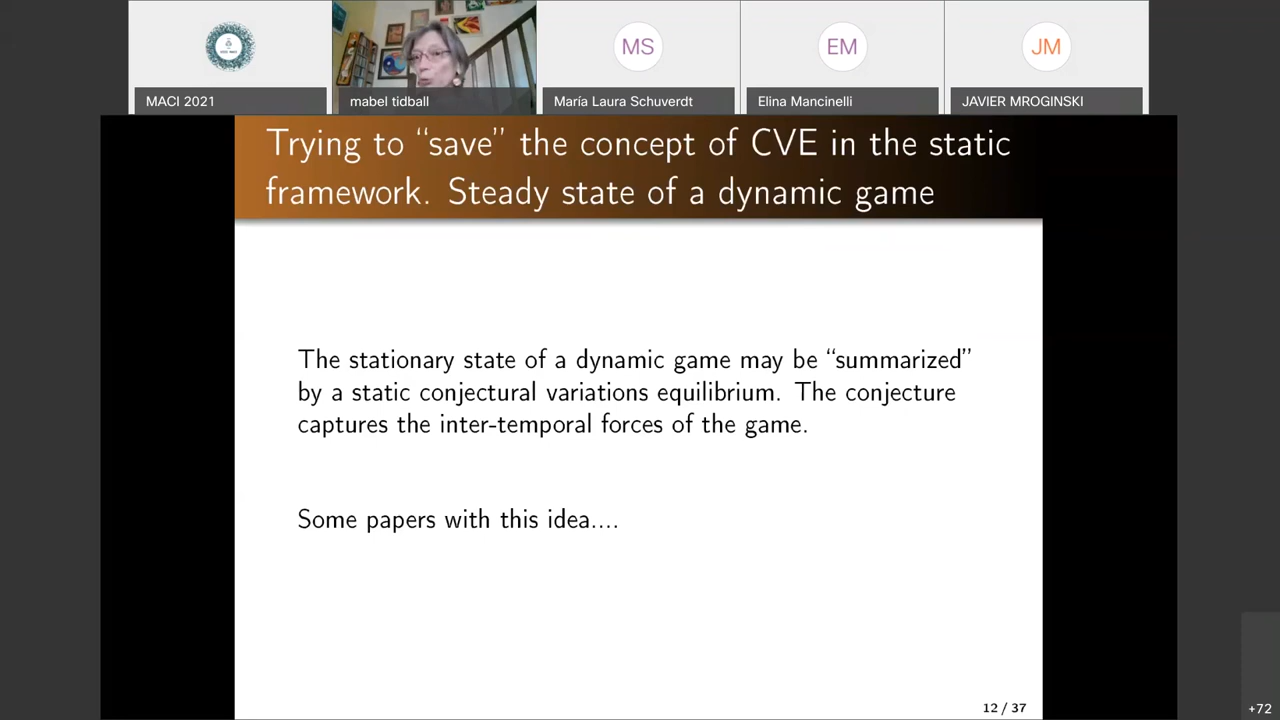 MS
EM
JM
MACI 2021
mabel tidball
María Laura Schuverdt
Elina Mancinelli
JAVIER MROGINSKI
Trying to “save” the concept of CVE in the static
framework. Steady state of a dynamic game
The stationary state of a dynamic game may be “summarized”
by a static conjectural variations equilibrium. The conjecture
captures the inter-temporal forces of the game.
Some papers with this idea....
12 / 37
+72